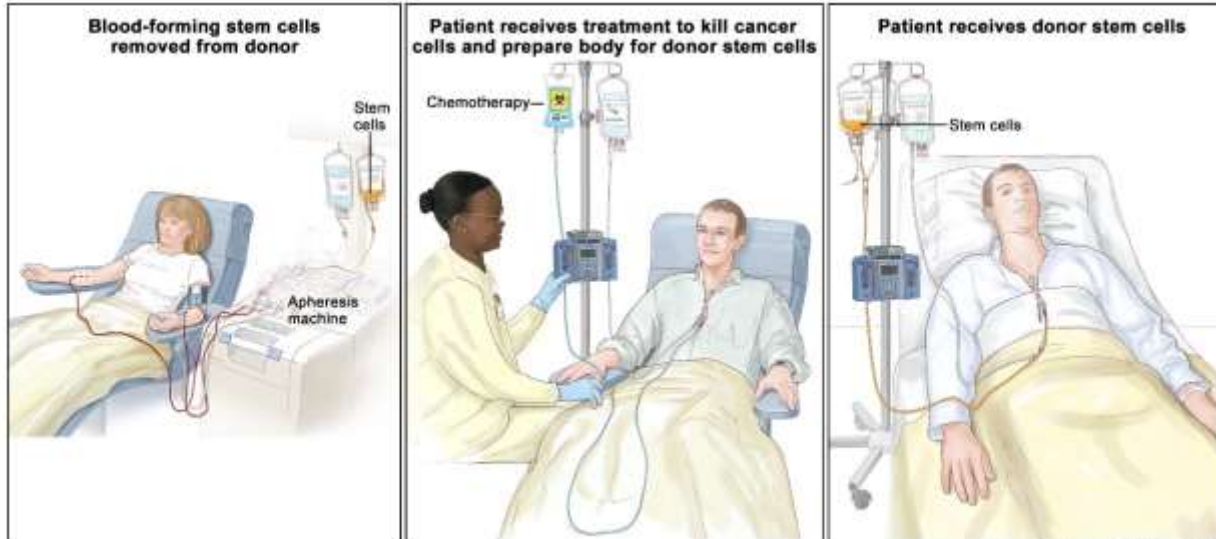 Blood-forming stem cells
removed from donor
Stem
cells
Apheresis
machine
Patient receives treatment to kill cancer
cells and prepare body for donor stem cells
Chemotherapy
Patient receives donor stem cells
Stem cells